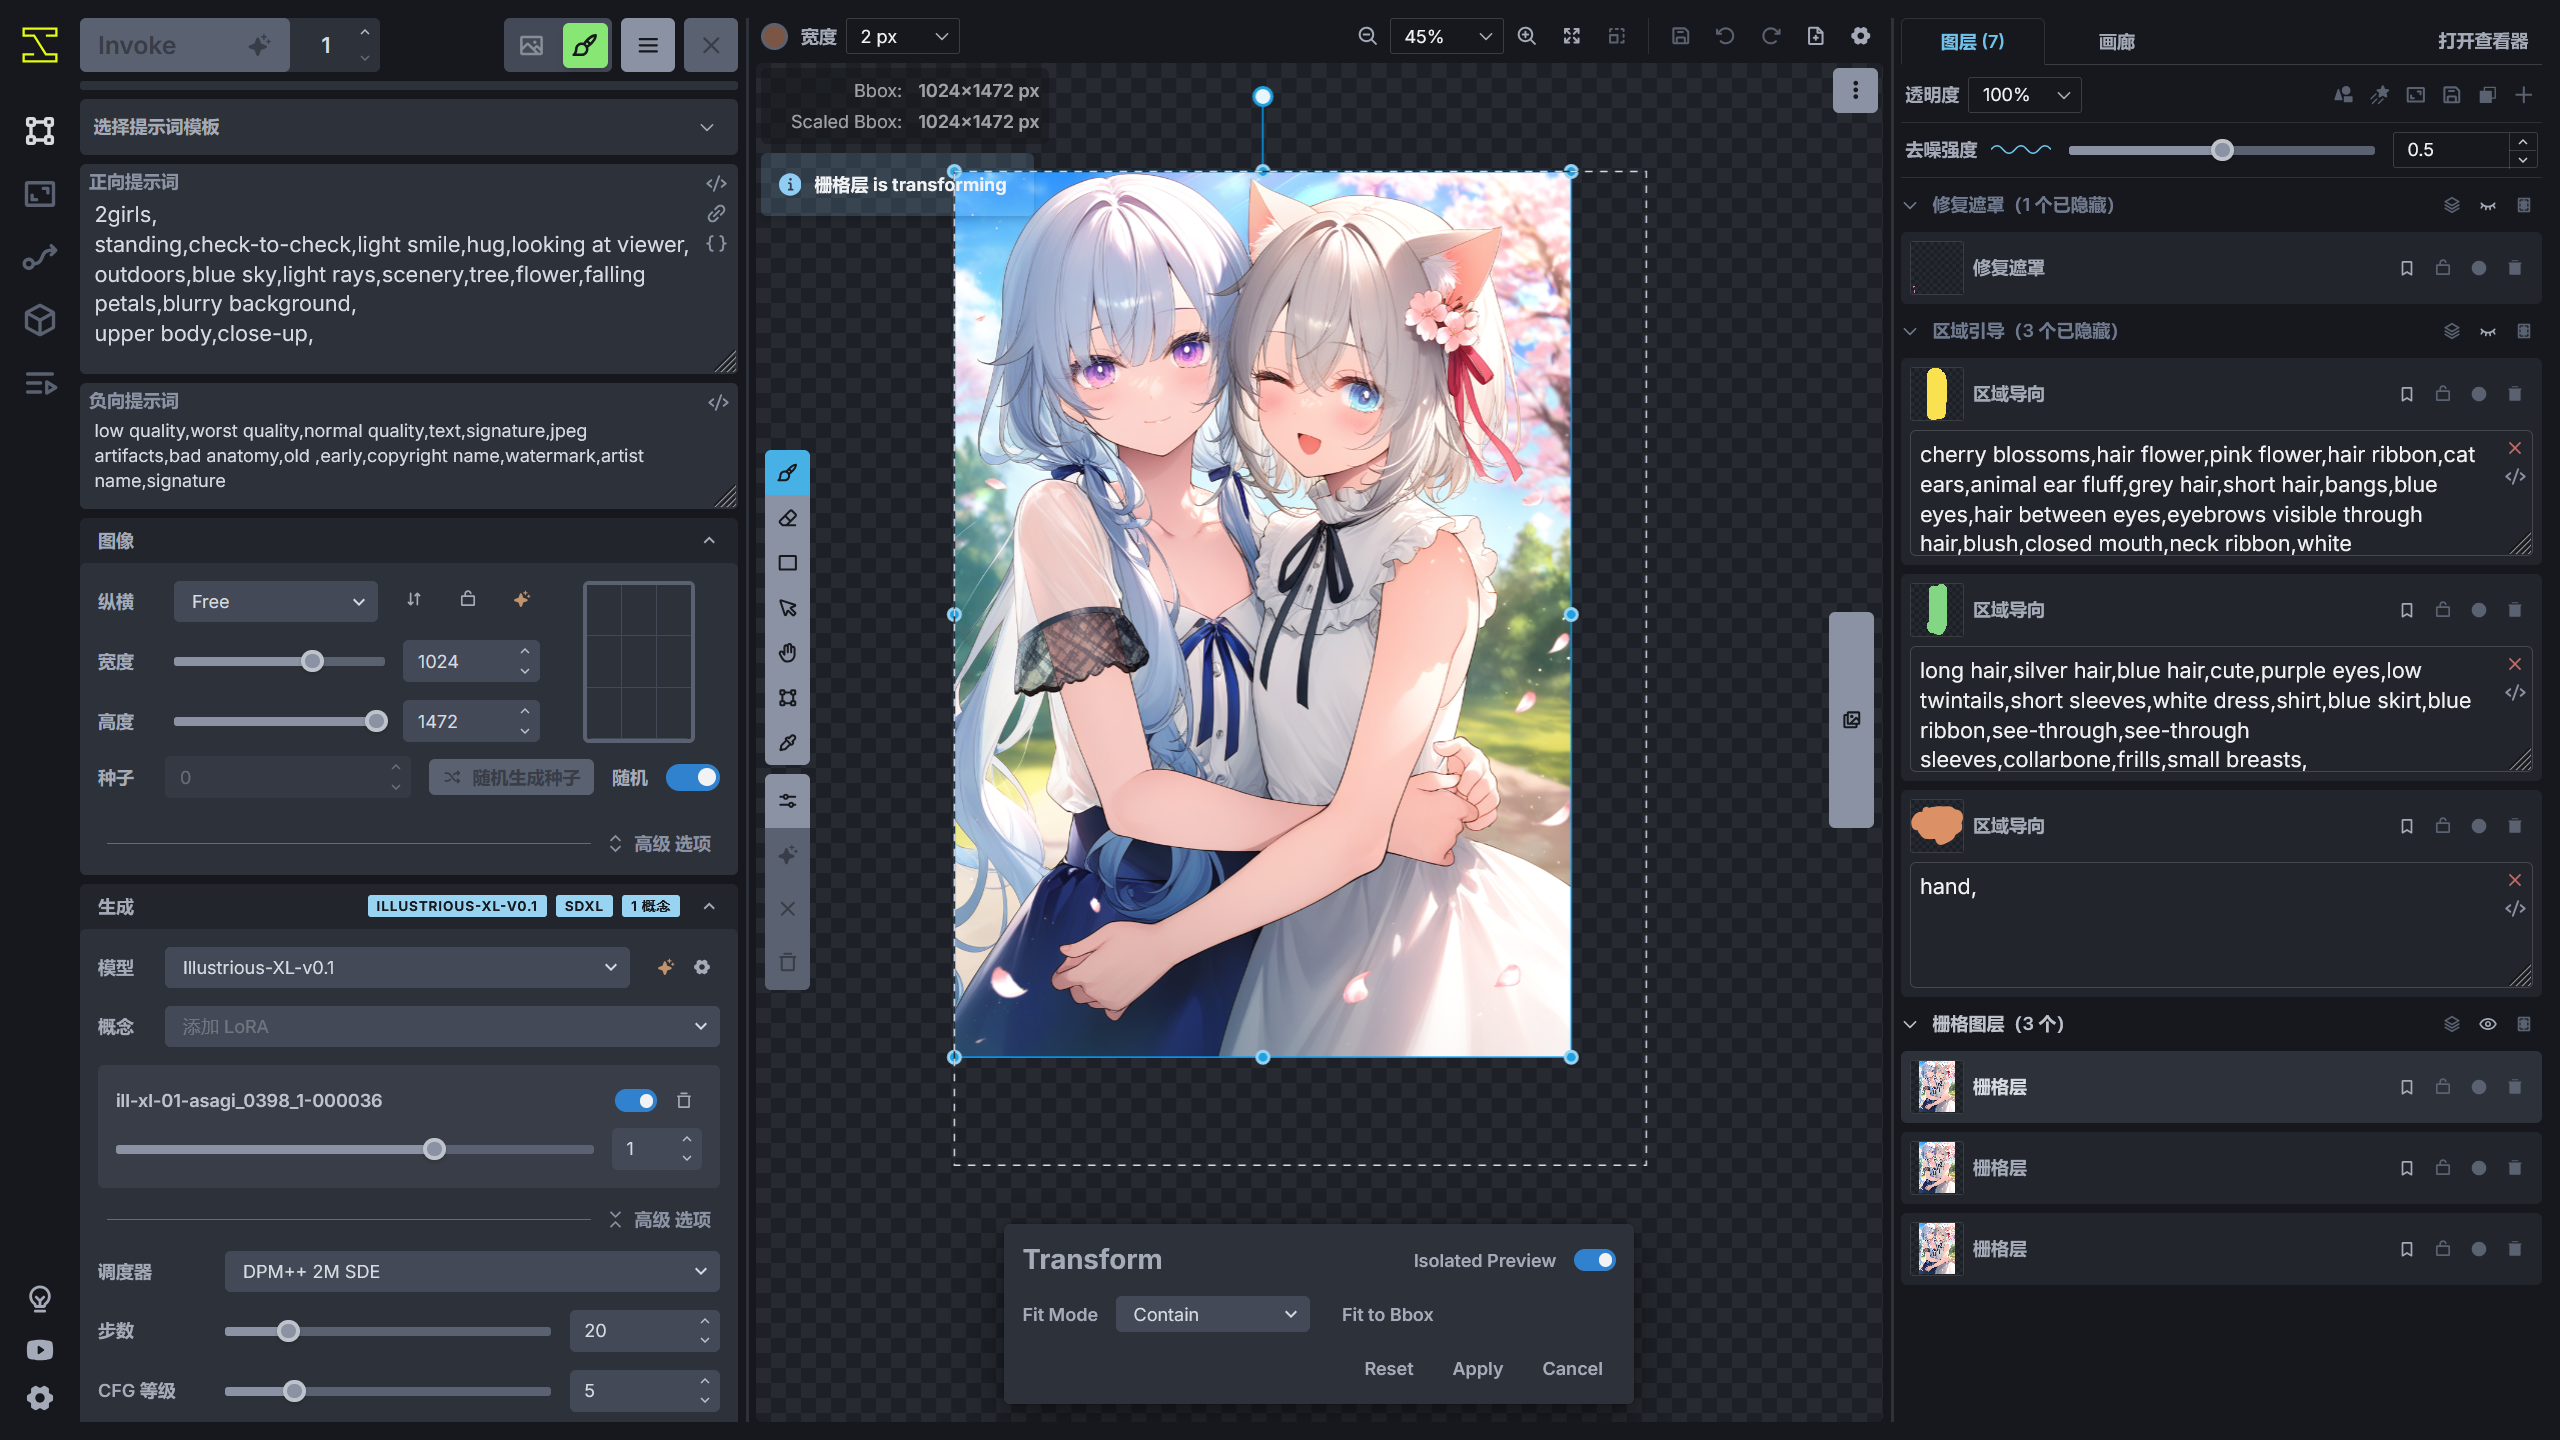 Invoke
1
选择提示词模板
正向提示词
2girls,
standing,check-to-check,light smile,hug,looking at viewer,
outdoors,blue sky,light rays,scenery,tree,flower,falling
petals,blurry background,
upper body,close-up,
负向提示词
low quality,worst quality,normal quality,text,signature,jpeg
artifacts,bad anatomy,old ,early,copyright name,watermark,artist
name,signature
图像
纵横
Free
宽度
1024
高度
1472
种子
0
随机生成种子
随机
高级 选项
生成
ILLUSTRIOUS-XL-V0.1
SDXL
1 概念
模型
Illustrious-XL-v0.1
概念
添加 LoRA
ill-xl-01-asagi_0398_1-000036
1
高级 选项
调度器
DPM++ 2M SDE
步数
20
CFG 等级
5
宽度
2 px
45%
Bbox: 1024×1472 px
Scaled Bbox: 1024×1472 px
栅格层 is transforming
Transform
Isolated Preview
Fit Mode
Contain
Fit to Bbox
Reset
Apply
Cancel
图层 (7)
画廊
打开查看器
透明度
100%
去噪强度
0.5
修复遮罩（1 个已隐藏）
修复遮罩
区域引导（3 个已隐藏）
区域导向
cherry blossoms,hair flower,pink flower,hair ribbon,cat
ears,animal ear fluff,grey hair,short hair,bangs,blue
eyes,hair between eyes,eyebrows visible through
hair,blush,closed mouth,neck ribbon,white
区域导向
long hair,silver hair,blue hair,cute,purple eyes,low
twintails,short sleeves,white dress,shirt,blue skirt,blue
ribbon,see-through,see-through
sleeves,collarbone,frills,small breasts,
区域导向
hand,
栅格图层（3 个）
栅格层
栅格层
栅格层